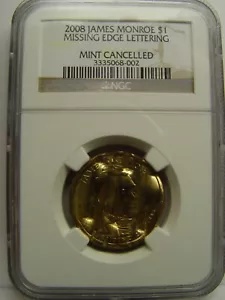 2008 JAMES MONROE $1
MISSING EDGE LETTERING
MINT CANCELLED
3335068-002
NGC